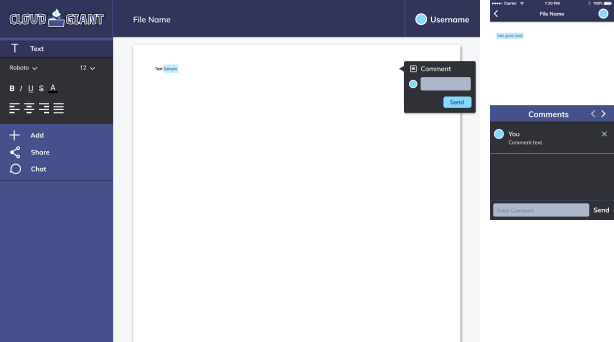 CLOUD GIANT
File Name
Username
Text
Roboto
12
B I U S A
Add
Share
Chat
Text Sample
Comment
Send
Carrier 1:20 PM 100%
File Name
Text goes here
Comments
You
Comment text.
Enter Comment
Send